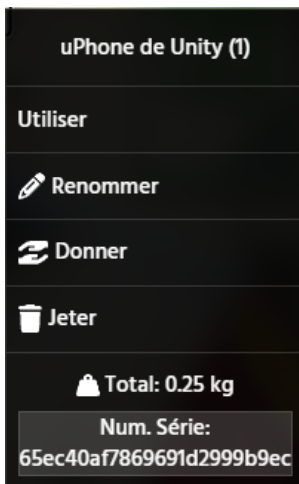 uPhone de Unity (1)
Utiliser
Renommer
Donner
Jeter
Total: 0.25 kg
Num. Série:
65ec40af7869691d2999b9ec